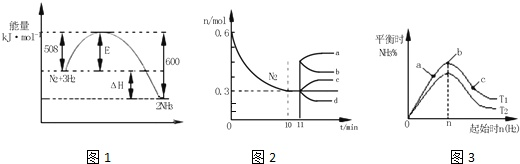 能量
kJ·mol⁻¹
508
E
600
N₂+3H₂
ΔH
2NH₃
图1
n/mol
0.6
N₂
0.3
a
b
c
d
0
10
11
t/min
图2
平衡时
NH₃%
a
b
c
T₁
T₂
0
n
起始时n(H₂)
图3